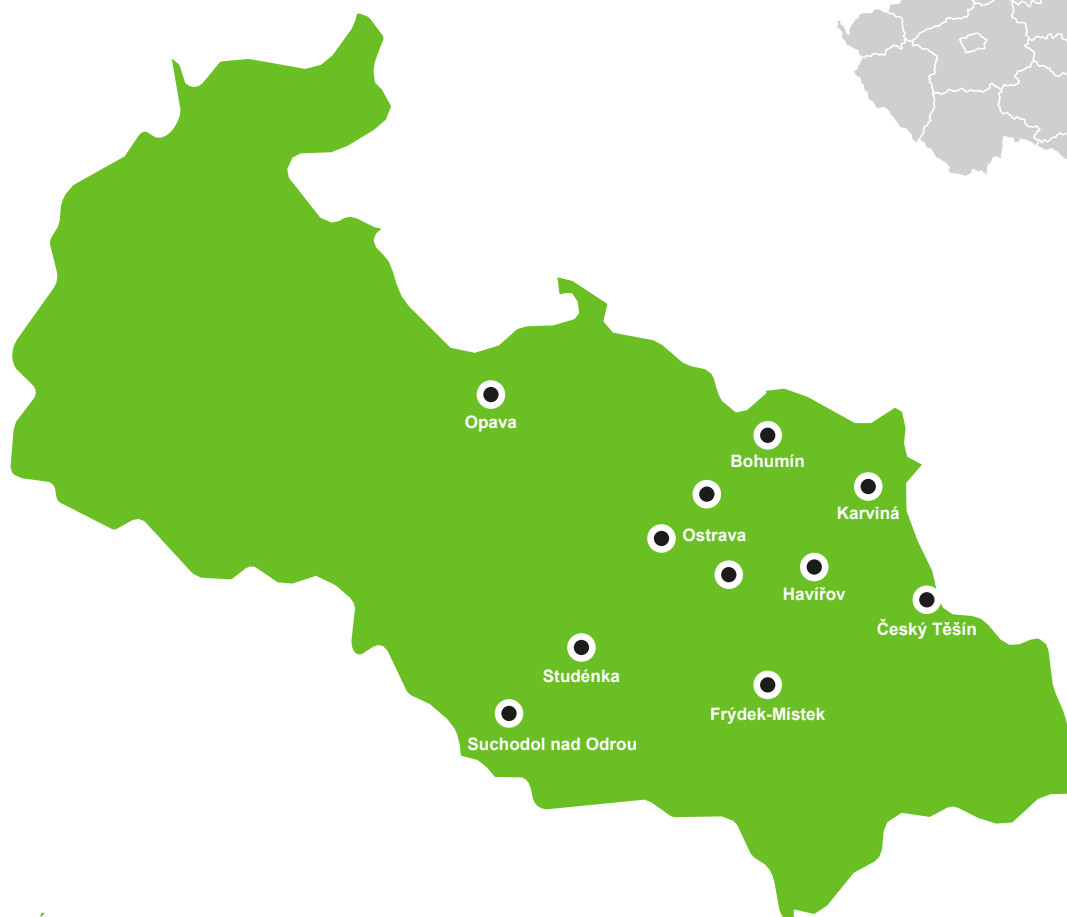 Opava
Bohumín
Karviná
Ostrava
Havířov
Český Těšín
Studénka
Frýdek-Místek
Suchodol nad Odrou